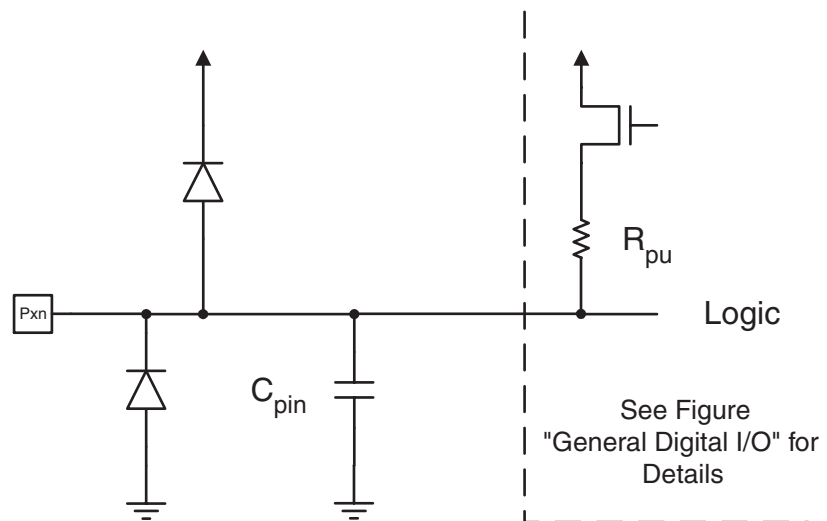 R_pu
Pxn
Logic
C_pin
See Figure
"General Digital I/O" for
Details